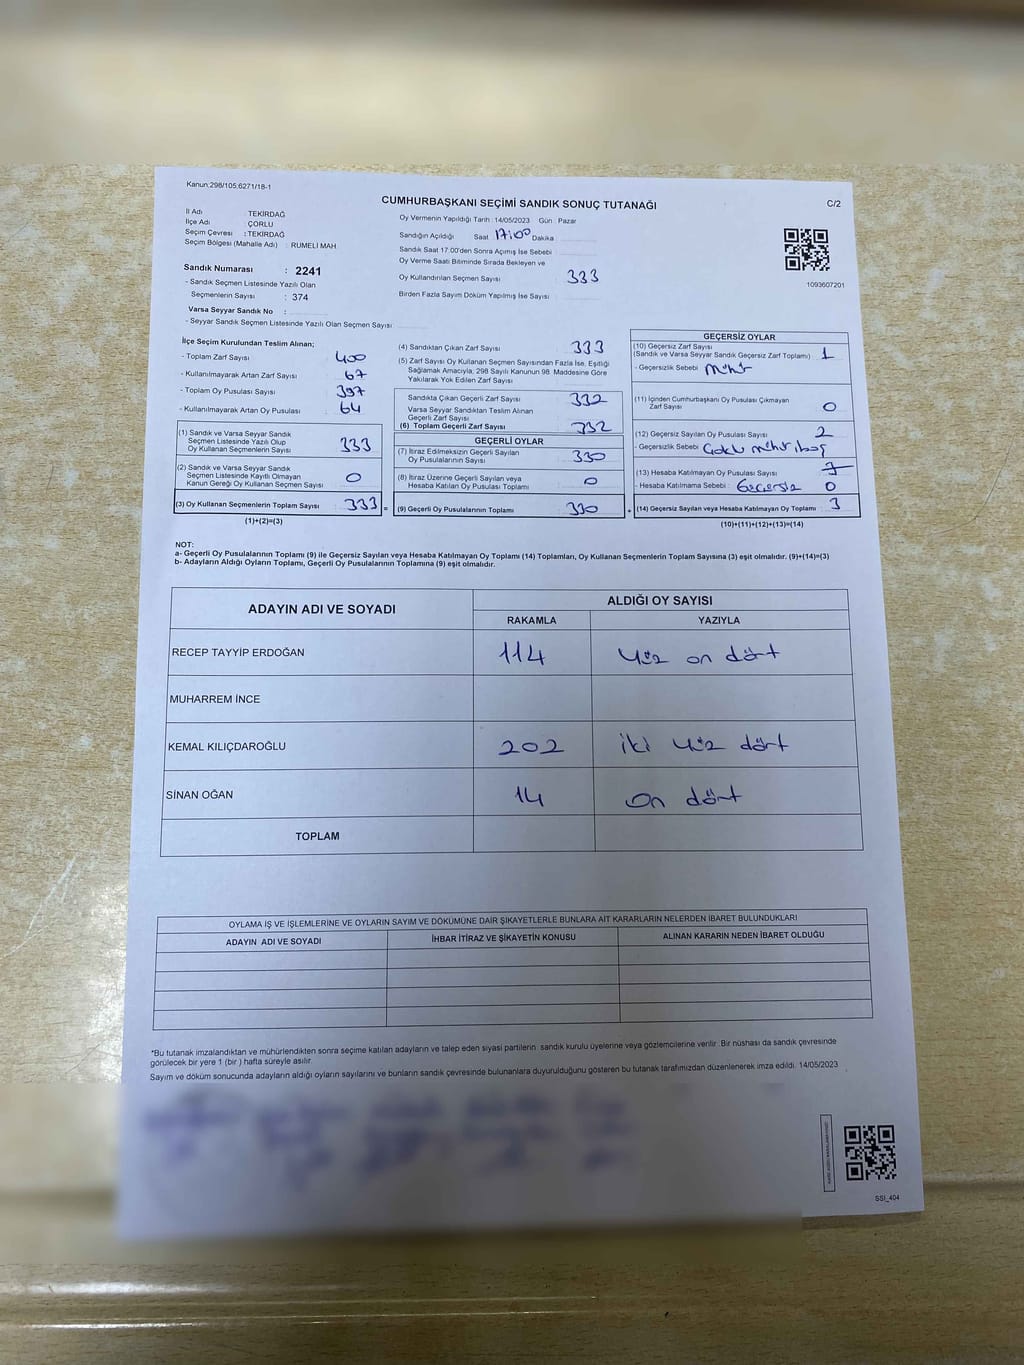 Kanun:298/105:6271/18-1
CUMHURBAŞKANI SEÇİMİ SANDIK SONUÇ TUTANAĞI
C/2
İl Adı : TEKİRDAĞ
İlçe Adı : ÇORLU
Seçim Çevresi : TEKİRDAĞ
Seçim Bölgesi (Mahalle Adı) : RUMELİ MAH
Sandık Numarası : 2241
- Sandık Seçmen Listesinde Yazılı Olan
Seçmenlerin Sayısı : 374
Varsa Seyyar Sandık No :
- Seyyar Sandık Seçmen Listesinde Yazılı Olan Seçmen Sayısı
Oy Vermenin Yapıldığı Tarih : 14/05/2023 Gün : Pazar
Sandığın Açıldığı Saat 17:00 Dakika
Sandık Saat 17:00'den Sonra Açmış İse Sebebi
Oy Verme Saati Bitiminde Sırada Bekleyen ve
Oy Kullandırılan Seçmen Sayısı 333
Birden Fazla Sayım Döküm Yapılmış İse Sayısı
1093607201
İlçe Seçim Kurulundan Teslim Alınan;
- Toplam Zarf Sayısı 400
- Kullanılmayarak Artan Zarf Sayısı 67
- Toplam Oy Pusulası Sayısı 397
- Kullanılmayarak Artan Oy Pusulası 64
(1) Sandık ve Varsa Seyyar Sandık
Seçmen Listesinde Yazılı Olup
Oy Kullanan Seçmenlerin Sayısı 333
(2) Sandık ve Varsa Seyyar Sandık
Seçmen Listesinde Kayıtlı Olmayan
Kanun Gereği Oy Kullanan Seçmen Sayısı 0
(3) Oy Kullanan Seçmenlerin Toplam Sayısı 333 =
(1)+(2)=(3)
(4) Sandıktan Çıkan Zarf Sayısı 333
(5) Zarf Sayısı Oy Kullanan Seçmen Sayısından Fazla İse, Eşitliği
Sağlamak Amacıyla, 298 Sayılı Kanunun 98. Maddesine Göre
Yakılarak Yok Edilen Zarf Sayısı
Sandıkta Çıkan Geçerli Zarf Sayısı 332
Varsa Seyyar Sandıktan Teslim Alınan
Geçerli Zarf Sayısı
(6) Toplam Geçerli Zarf Sayısı 332
GEÇERLİ OYLAR
(7) İtiraz Edilmeksizin Geçerli Sayılan
Oy Pusulalarının Sayısı 330
(8) İtiraz Üzerine Geçerli Sayılan veya
Hesaba Katılan Oy Pusulası Toplamı 0
(9) Geçerli Oy Pusulalarının Toplamı 330 +
GEÇERSİZ OYLAR
(10) Geçersiz Zarf Sayısı
(Sandık ve Varsa Seyyar Sandık Geçersiz Zarf Toplamı) 1
- Geçersizlik Sebebi Mühür
(11) İçinden Cumhurbaşkanı Oy Pusulası Çıkmayan
Zarf Sayısı 0
(12) Geçersiz Sayılan Oy Pusulası Sayısı 2
- Geçersizlik Sebebi
(13) Hesaba Katılmayan Oy Pusulası Sayısı
- Hesaba Katılmama Sebebi Geçersiz 0
(14) Geçersiz Sayılan veya Hesaba Katılmayan Oy Toplamı 3
(10)+(11)+(12)+(13)=(14)
NOT:
a- Geçerli Oy Pusulalarının Toplamı (9) ile Geçersiz Sayılan veya Hesaba Katılmayan Oy Toplamı (14) Toplamları, Oy Kullanan Seçmenlerin Toplam Sayısına (3) eşit olmalıdır. (9)+(14)=(3)
b- Adayların Aldığı Oyların Toplamı, Geçerli Oy Pusulalarının Toplamına (9) eşit olmalıdır.
ADAYIN ADI VE SOYADI
ALDIĞI OY SAYISI
RAKAMLA YAZIYLA
RECEP TAYYİP ERDOĞAN 114 Yüz on dört
MUHARREM İNCE
KEMAL KILIÇDAROĞLU 202 iki yüz dört
SİNAN OĞAN 14 on dört
TOPLAM
OYLAMA İŞ VE İŞLEMLERİNE VE OYLARIN SAYIM VE DÖKÜMÜNE DAİR ŞİKAYETLERLE BUNLARA AİT KARARLARIN NELERDEN İBARET BULUNDUKLARI
ADAYIN ADI VE SOYADI İHBAR İTİRAZ VE ŞİKAYETİN KONUSU ALINAN KARARIN NEDEN İBARET OLDUĞU
*Bu tutanak imzalandıktan ve mühürlendikten sonra seçime katılan adayların ve talep eden siyasi partilerin sandık kurulu üyelerine veya gözlemcilerine verilir. Bir nüshası da sandık çevresinde
görülecek bir yere 1 (bir ) hafta süreyle asılır.
Sayım ve döküm sonucunda adayların aldığı oyların sayılarını ve bunların sandık çevresinde bulunanlara duyurulduğunu gösteren bu tutanak tarafımızdan düzenlenerek imza edildi. 14/05/2023
SSI_404